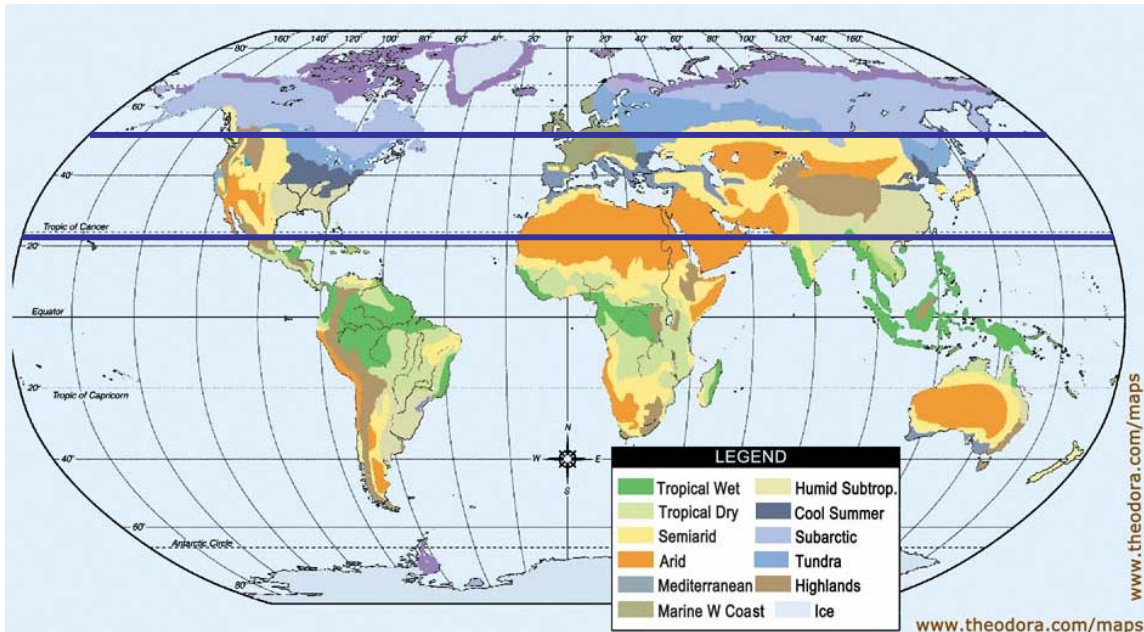 160° 140° 120° 100° 80° 60° 40° 20° 0° 20° 40° 60° 80° 100° 120° 140° 160°
80°
60°
40°
Tropic of Cancer
20°
Equator
20°
Tropic of Capricorn
40°
60°
Antarctic Circle
80°
N
W E
S
LEGEND
Tropical Wet Humid Subtrop.
Tropical Dry Cool Summer
Semiarid Subarctic
Arid Tundra
Mediterranean Highlands
Marine W Coast Ice
www.theodora.com/maps
www.theodora.com/maps